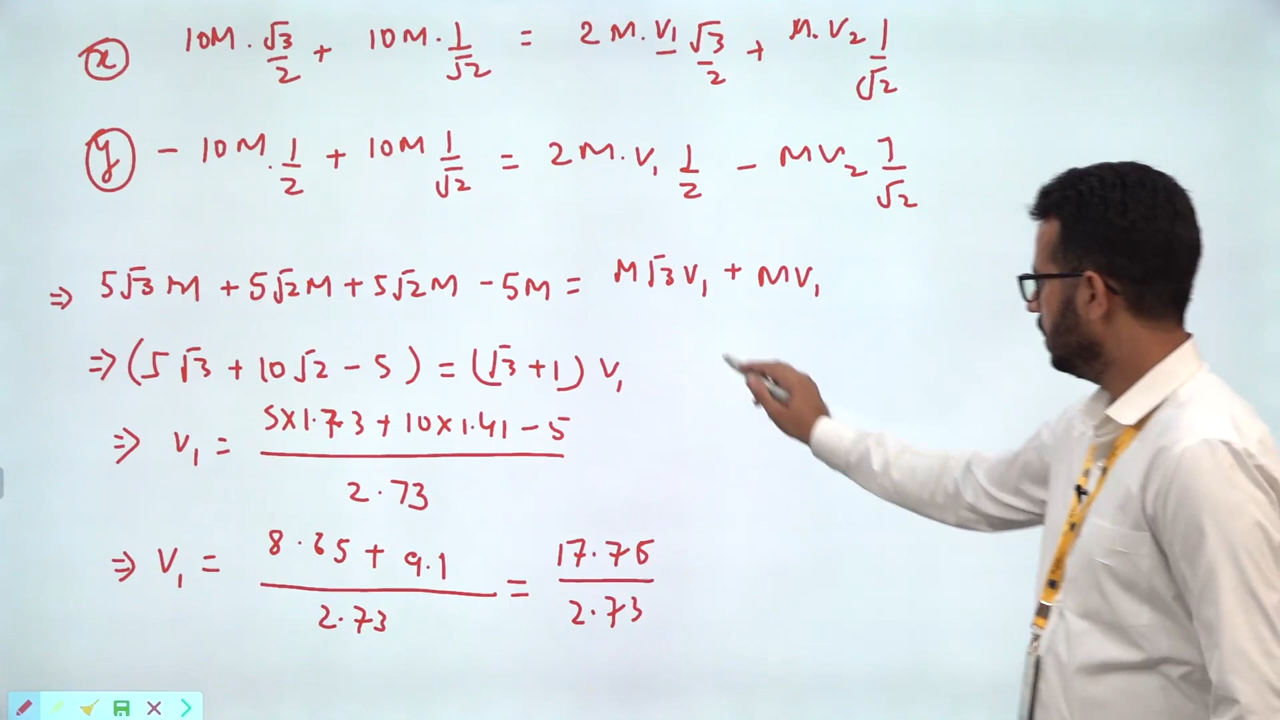 ⓧ 10M . √3/2 + 10M . 1/√2 = 2M . V₁ √3/2 + M . V₂ 1/√2
ⓨ - 10M . 1/2 + 10M 1/√2 = 2M . V₁ 1/2 - MV₂ 1/√2
⇒ 5√3 M + 5√2M + 5√2M - 5M = M√3 V₁ + MV₁
⇒ (5√3 + 10√2 - 5) = (√3 + 1) V₁
⇒ V₁ = (5×1.73 + 10×1.41 - 5)/2.73
⇒ V₁ = (8.65 + 9.1)/2.73 = 17.75/2.73